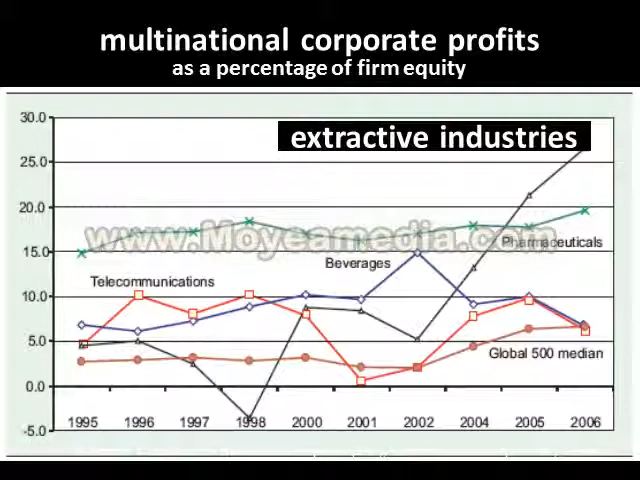 multinational corporate profits
as a percentage of firm equity
30.0
extractive industries
25.0
20.0
www.Moyeamedia.com
Pharmaceuticals
15.0
Beverages
Telecommunications
10.0
5.0
Global 500 median
0.0
1995 1996 1997 1998 2000 2001 2002 2004 2005 2006
-5.0